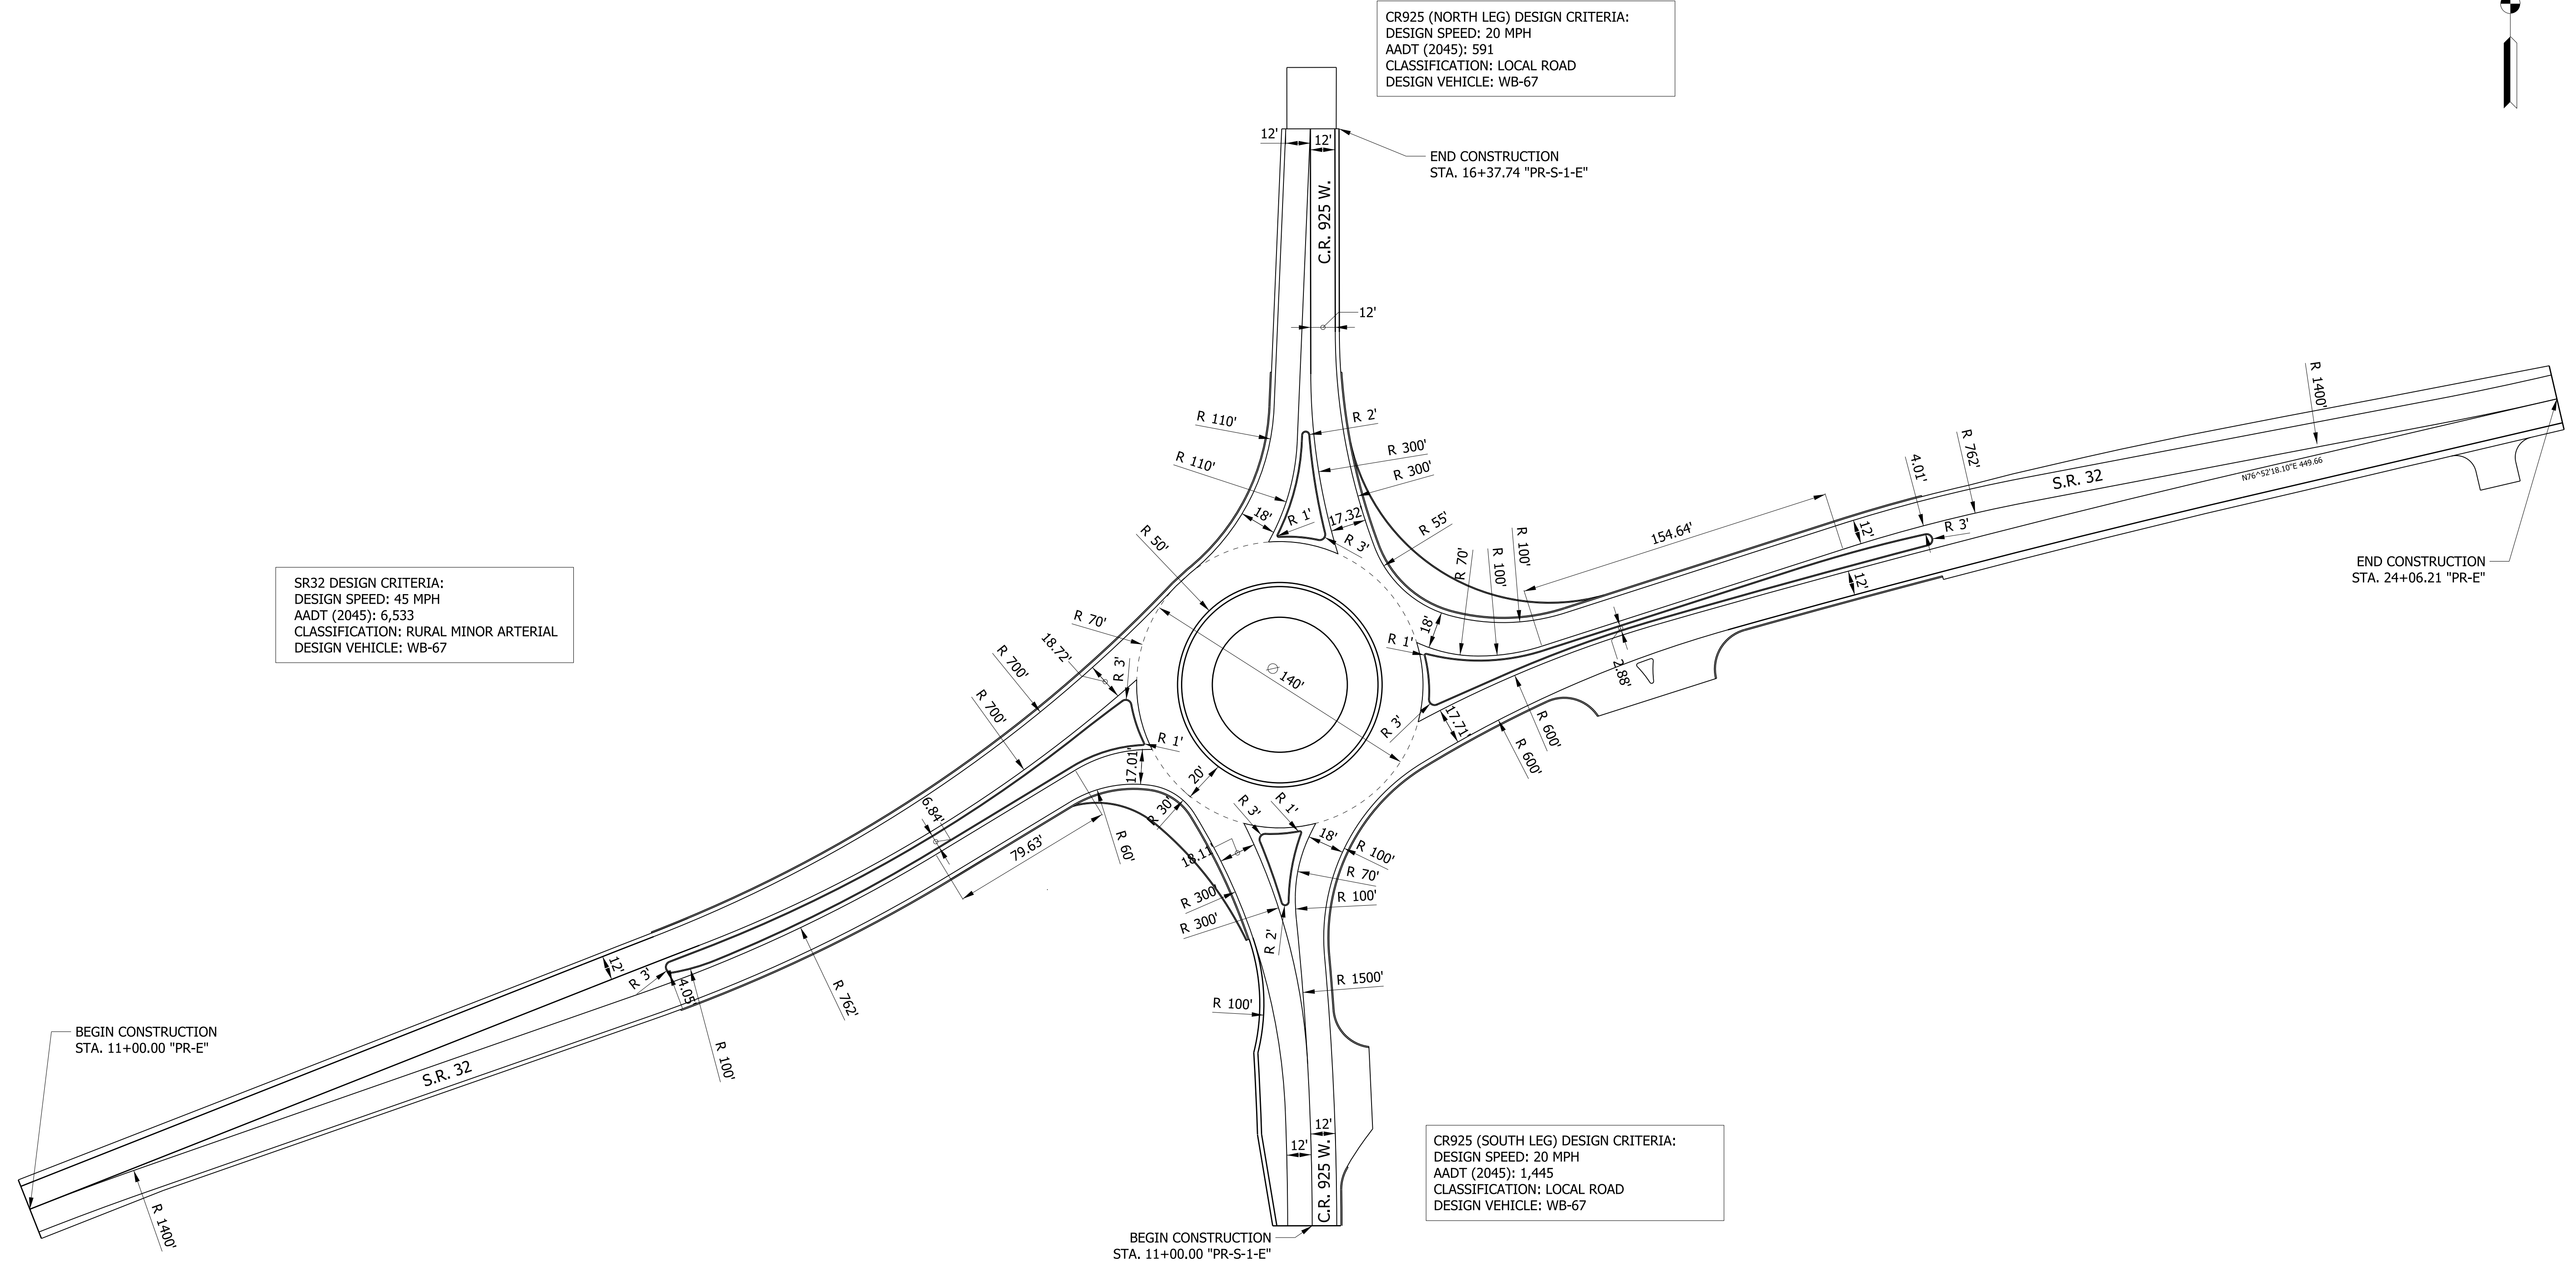 CR925 (NORTH LEG) DESIGN CRITERIA:
DESIGN SPEED: 20 MPH
AADT (2045): 591
CLASSIFICATION: LOCAL ROAD
DESIGN VEHICLE: WB-67
12'
12'
END CONSTRUCTION
STA. 16+37.74 "PR-S-1-E"
C.R. 925 W.
12'
R 110'
R 2'
R 110'
R 300'
R 300'
18'
R 1'
17.32
R 3'
R 55'
R 50'
R 70'
R 100'
R 100'
154.64'
12'
4.01'
R 762'
R 3'
S.R. 32
R 1400'
N76^52'18.10"E 449.66
END CONSTRUCTION
STA. 24+06.21 "PR-E"
12'
SR32 DESIGN CRITERIA:
DESIGN SPEED: 45 MPH
AADT (2045): 6,533
CLASSIFICATION: RURAL MINOR ARTERIAL
DESIGN VEHICLE: WB-67
R 70'
18.72'
R 3'
R 700'
R 700'
∅ 140'
R 1'
18'
2.88'
R 3'
17.71'
R 600'
R 600'
R 1'
17.01'
20'
R 30'
6.84'
79.63'
R 60'
R 3'
R 1'
18'
R 100'
18.11'
R 70'
R 300'
R 100'
R 300'
R 2'
12'
R 3'
4.05'
R 762'
R 100'
R 1500'
R 100'
BEGIN CONSTRUCTION
STA. 11+00.00 "PR-E"
S.R. 32
R 1400'
12'
12'
C.R. 925 W.
CR925 (SOUTH LEG) DESIGN CRITERIA:
DESIGN SPEED: 20 MPH
AADT (2045): 1,445
CLASSIFICATION: LOCAL ROAD
DESIGN VEHICLE: WB-67
BEGIN CONSTRUCTION
STA. 11+00.00 "PR-S-1-E"